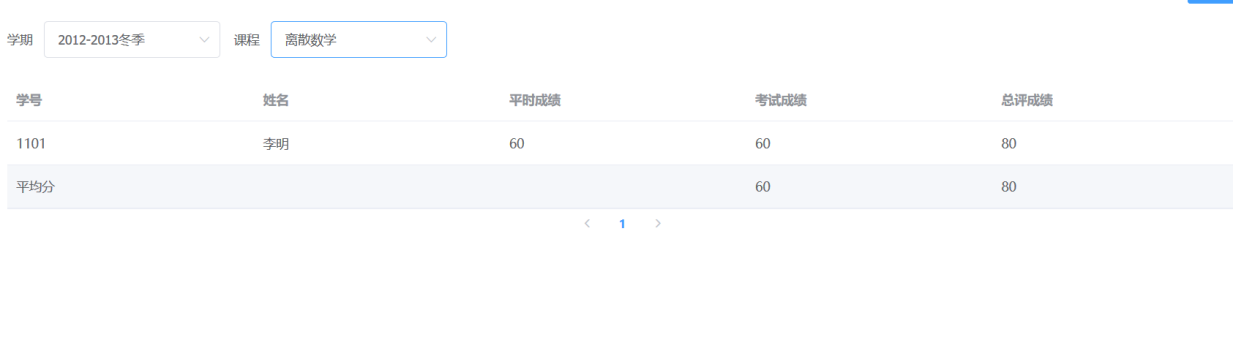 学期 2012-2013冬季 课程 离散数学
学号 姓名 平时成绩 考试成绩 总评成绩
1101 李明 60 60 80
平均分 60 80
1